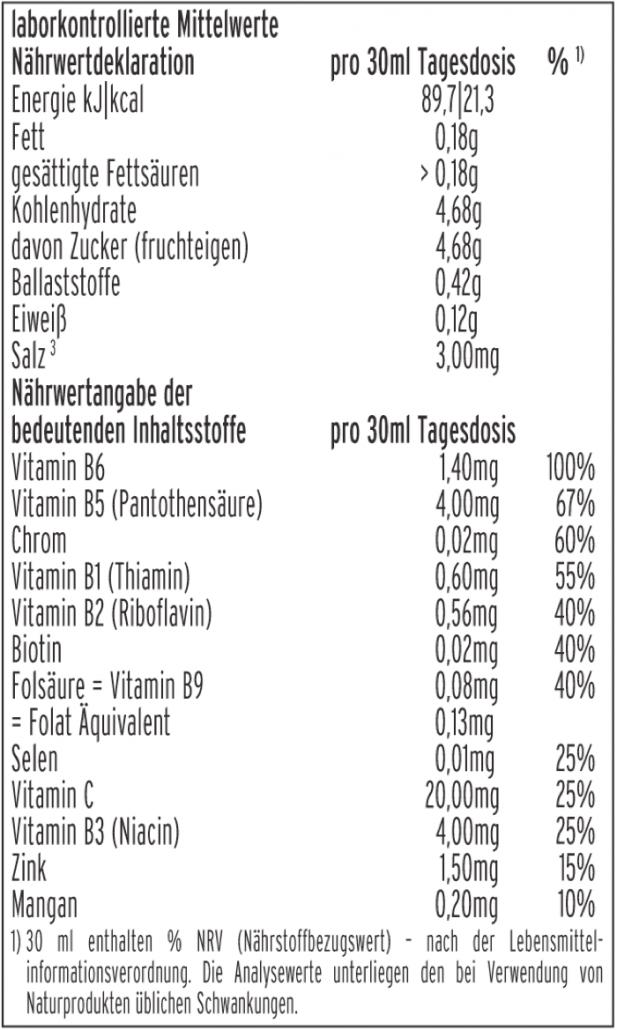 laborkontrollierte Mittelwerte
Nährwertdeklaration pro 30ml Tagesdosis % 1)
Energie kJ|kcal 89,7|21,3
Fett 0,18g
gesättigte Fettsäuren > 0,18g
Kohlenhydrate 4,68g
davon Zucker (fruchteigen) 4,68g
Ballaststoffe 0,42g
Eiweiß 0,12g
Salz 3 3,00mg
Nährwertangabe der
bedeutenden Inhaltsstoffe pro 30ml Tagesdosis
Vitamin B6 1,40mg 100%
Vitamin B5 (Pantothensäure) 4,00mg 67%
Chrom 0,02mg 60%
Vitamin B1 (Thiamin) 0,60mg 55%
Vitamin B2 (Riboflavin) 0,56mg 40%
Biotin 0,02mg 40%
Folsäure = Vitamin B9 0,08mg 40%
= Folat Äquivalent 0,13mg
Selen 0,01mg 25%
Vitamin C 20,00mg 25%
Vitamin B3 (Niacin) 4,00mg 25%
Zink 1,50mg 15%
Mangan 0,20mg 10%
1) 30 ml enthalten % NRV (Nährstoffbezugswert) - nach der Lebensmittel-
informationsverordnung. Die Analysewerte unterliegen den bei Verwendung von
Naturprodukten üblichen Schwankungen.